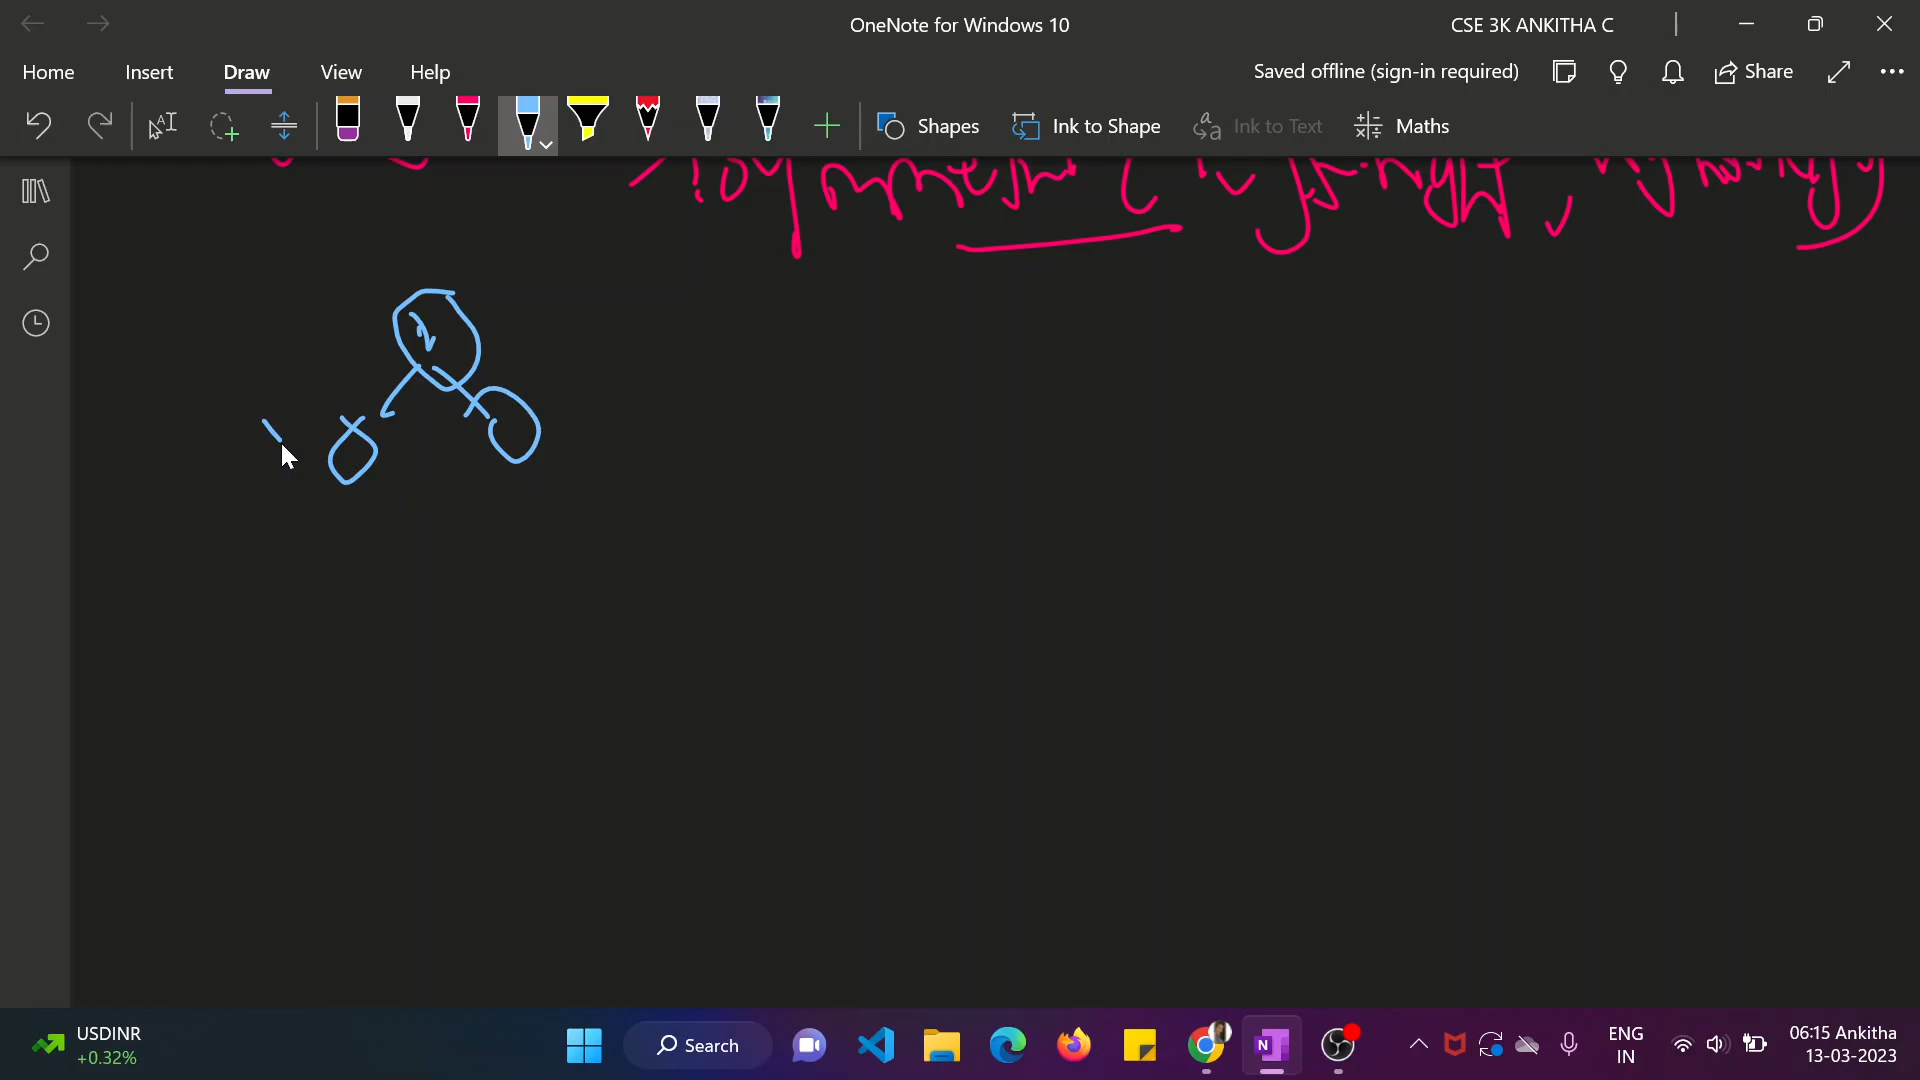 OneNote for Windows 10
CSE 3K ANKITHA C
Home Insert Draw View Help
Saved offline (sign-in required)
Share
Shapes
Ink to Shape
Ink to Text
Maths
2
USDINR
+0.32%
Search
ENG
IN
06:15 Ankitha
13-03-2023